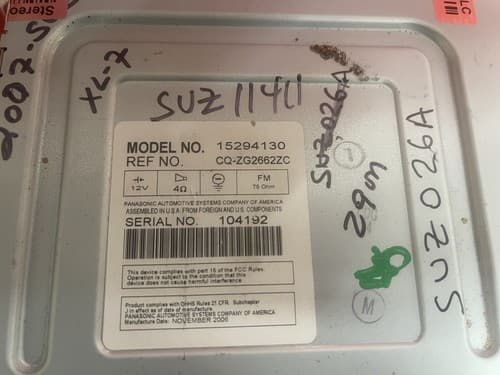 Stereo
XL-7
SUZ11411
SUZ026A
29un
SUZ026A
MODEL NO. 15294130
REF NO. CQ-ZG2662ZC
12V
4Ω
FM
75 Ohm
PANASONIC AUTOMOTIVE SYSTEMS COMPANY OF AMERICA
ASSEMBLED IN U.S.A. FROM FOREIGN AND U.S. COMPONENTS
SERIAL NO. 104192
This device complies with part 15 of the FCC Rules.
Operation is subject to the condition that this
device does not cause harmful interference.
Product complies with DHHS Rules 21 CFR, Subchapter
J in effect as of date of manufacture.
PANASONIC AUTOMOTIVE SYSTEMS COMPANY OF AMERICA
Manufacture Date: NOVEMBER 2006
M